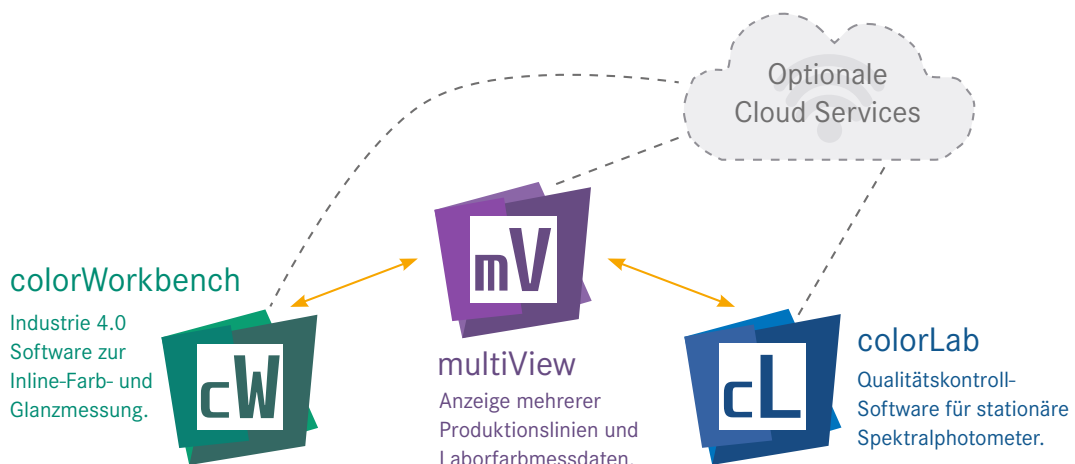 Optionale
Cloud Services
mV
colorWorkbench
Industrie 4.0
Software zur
Inline-Farb- und
Glanzmessung.
cW
multiView
Anzeige mehrerer
Produktionslinien und
Laborfarbmessdaten.
cL
colorLab
Qualitätskontroll-
Software für stationäre
Spektralphotometer.